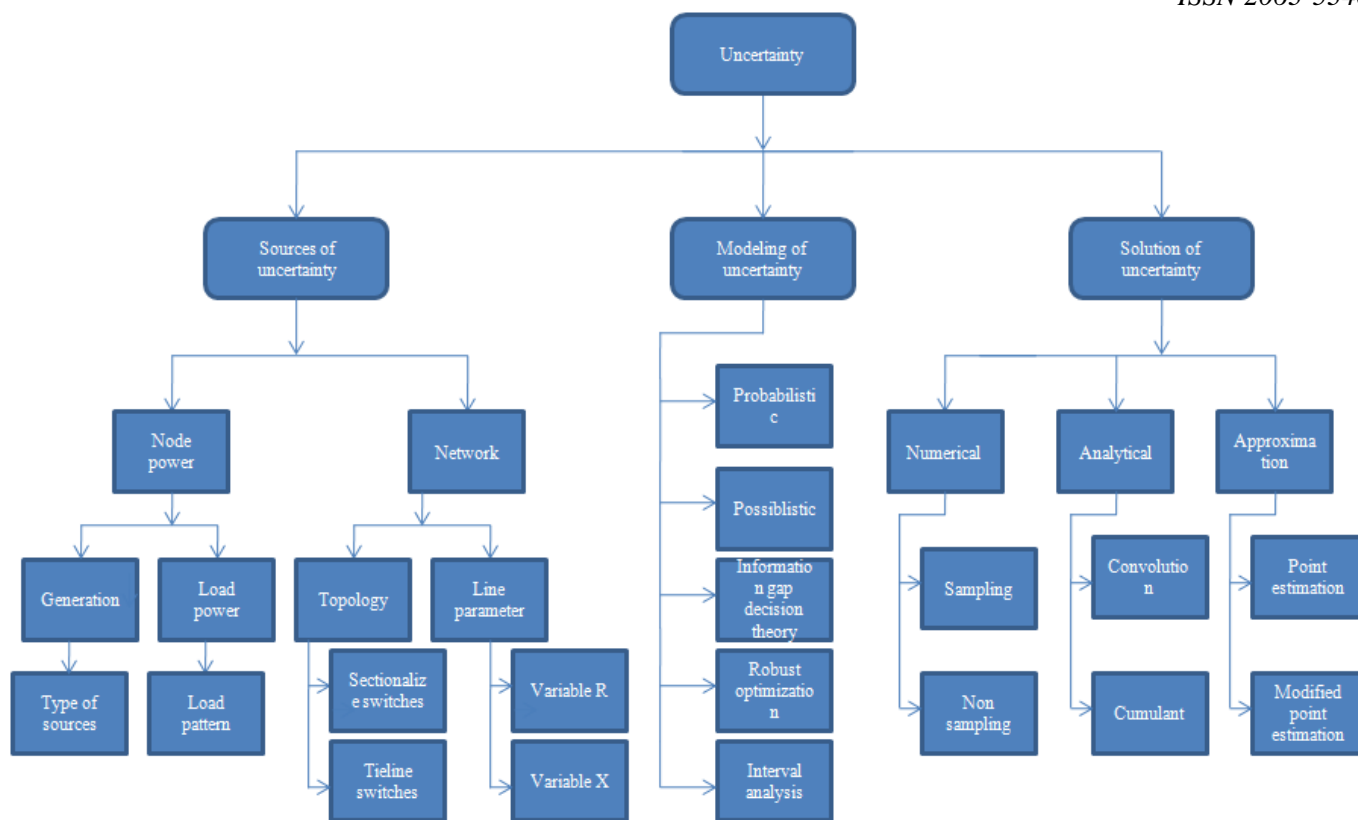 Uncertainty
Sources of
uncertainty
Modeling of
uncertainty
Solution of
uncertainty
Node
power
Network
Probabilisti
c
Numerical
Analytical
Approxima
tion
Possiblistic
Generation
Load
power
Topology
Line
parameter
Informatio
n gap
decision
theory
Sampling
Convolutio
n
Point
estimation
Type of
sources
Load
pattern
Sectionaliz
e switches
Variable R
Robust
optimizatio
n
Non
sampling
Cumulant
Modified
point
estimation
Tieline
switches
Variable X
Interval
analysis